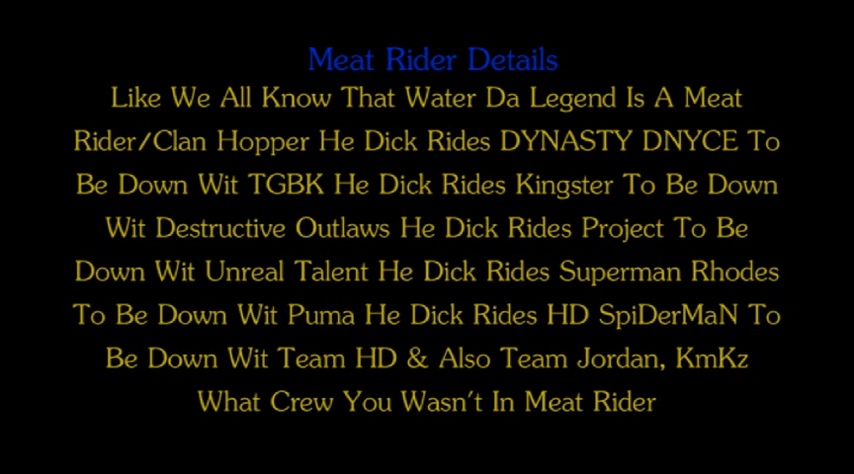 Meat Rider Details
Like We All Know That Water Da Legend Is A Meat
Rider/Clan Hopper He Dick Rides DYNASTY DNYCE To
Be Down Wit TGBK He Dick Rides Kingster To Be Down
Wit Destructive Outlaws He Dick Rides Project To Be
Down Wit Unreal Talent He Dick Rides Superman Rhodes
To Be Down Wit Puma He Dick Rides HD SpiDerMaN To
Be Down Wit Team HD & Also Team Jordan, KmKz
What Crew You Wasn't In Meat Rider